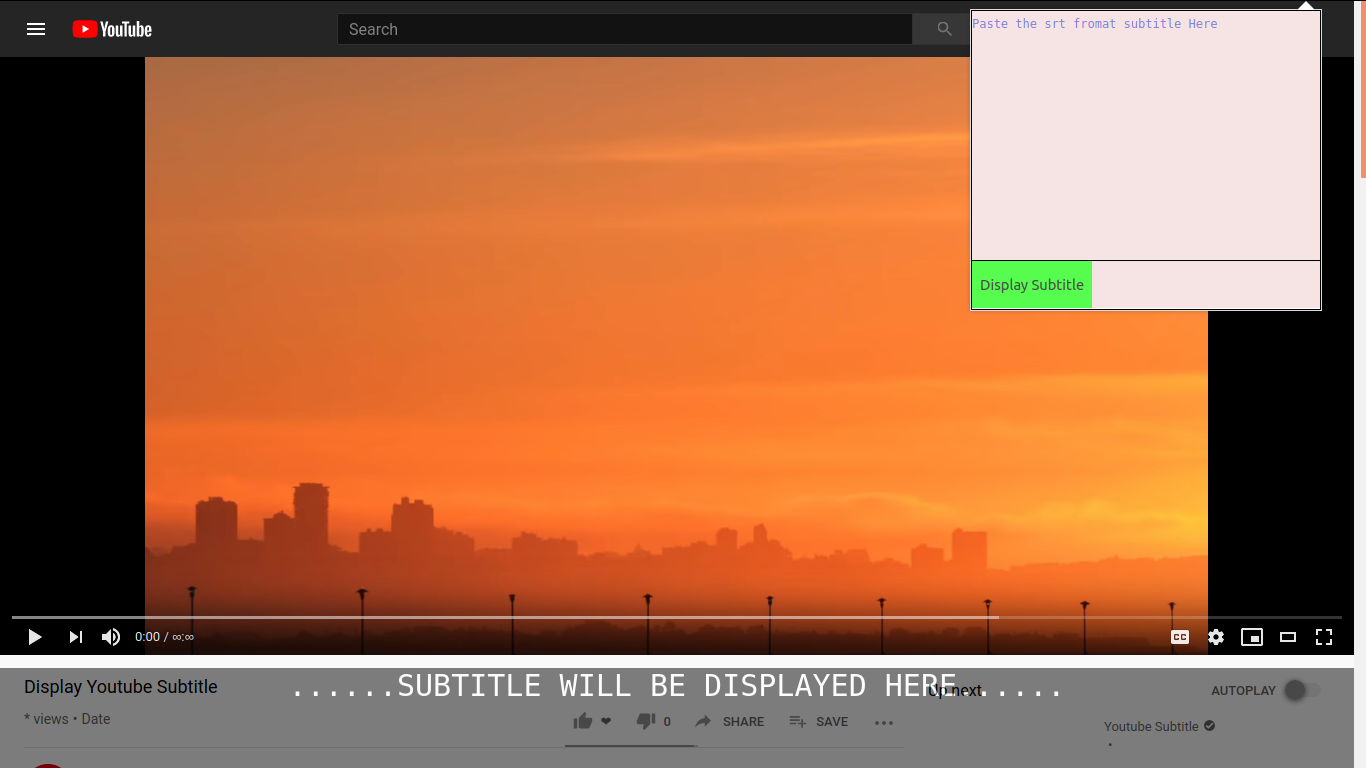 YouTube
Search
Paste the srt fromat subtitle Here
Display Subtitle
0:00 / ∞:∞
CC
Display Youtube Subtitle
......SUBTITLE WILL BE DISPLAYED HERE......
Up next
AUTOPLAY
* views • Date
❤
0
SHARE
SAVE
Youtube Subtitle